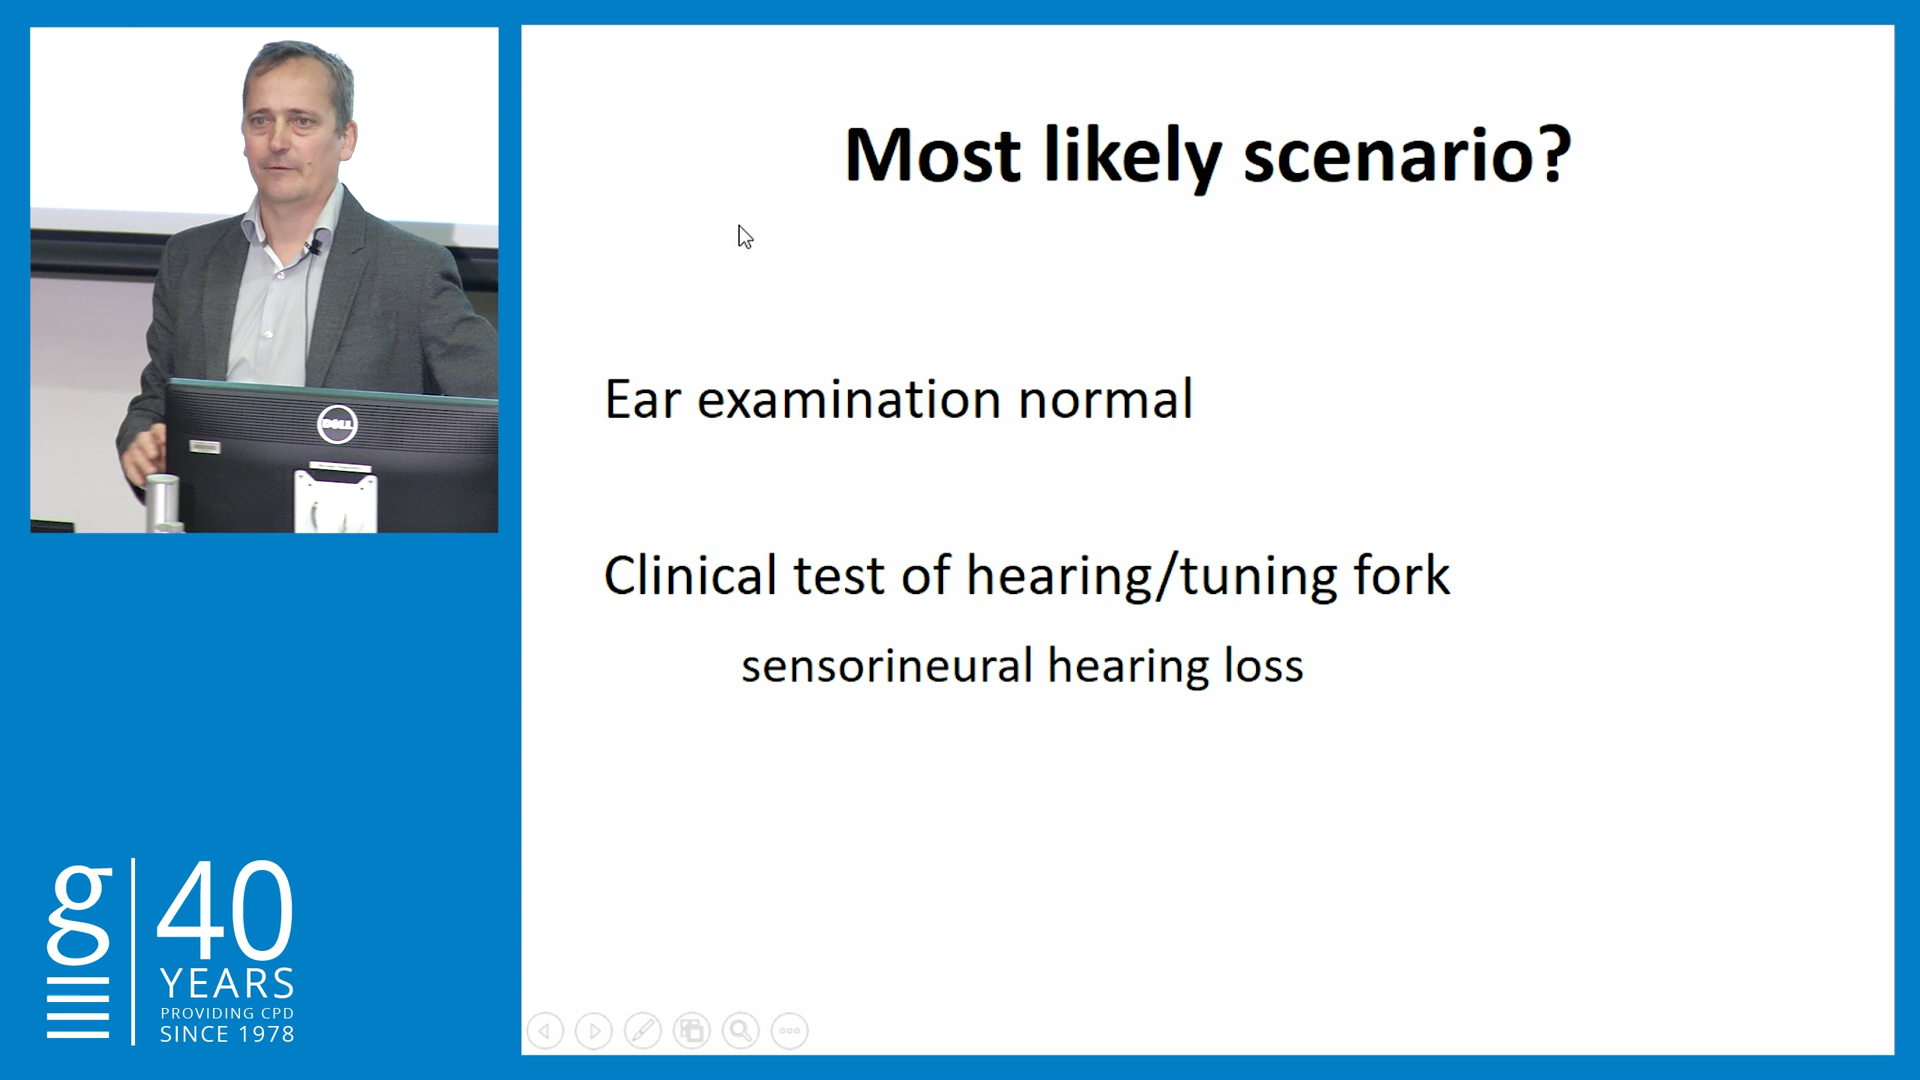 Most likely scenario?
Ear examination normal
Clinical test of hearing/tuning fork
sensorineural hearing loss
DELL
g
40
YEARS
PROVIDING CPD
SINCE 1978